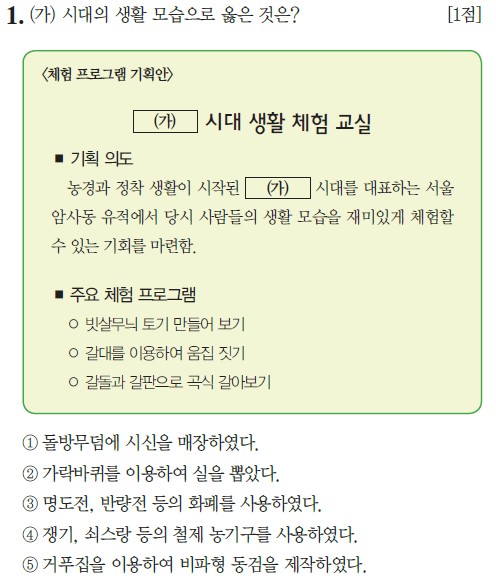 1. (가) 시대의 생활 모습으로 옳은 것은? [1점]
<체험 프로그램 기획안>
(가) 시대 생활 체험 교실
■ 기획 의도
농경과 정착 생활이 시작된 (가) 시대를 대표하는 서울
암사동 유적에서 당시 사람들의 생활 모습을 재미있게 체험할
수 있는 기회를 마련함.
■ 주요 체험 프로그램
○ 빗살무늬 토기 만들어 보기
○ 갈대를 이용하여 움집 짓기
○ 갈돌과 갈판으로 곡식 갈아보기
① 돌방무덤에 시신을 매장하였다.
② 가락바퀴를 이용하여 실을 뽑았다.
③ 명도전, 반량전 등의 화폐를 사용하였다.
④ 쟁기, 쇠스랑 등의 철제 농기구를 사용하였다.
⑤ 거푸집을 이용하여 비파형 동검을 제작하였다.